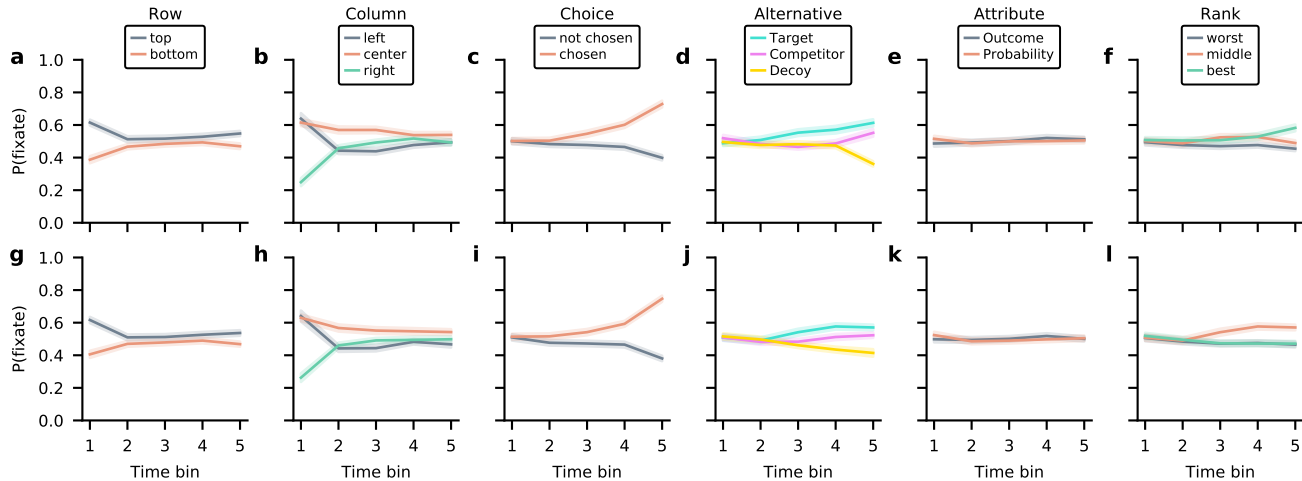 Row Column Choice Alternative Attribute Rank
top left not chosen Target Outcome worst
bottom center chosen Competitor Probability middle
right Decoy best
a b c d e f
1.0
0.8
0.6
0.4
0.2
0.0
P(fixate)
g h i j k l
1.0
0.8
0.6
0.4
0.2
0.0
P(fixate)
1 2 3 4 5 1 2 3 4 5 1 2 3 4 5 1 2 3 4 5 1 2 3 4 5 1 2 3 4 5
Time bin Time bin Time bin Time bin Time bin Time bin